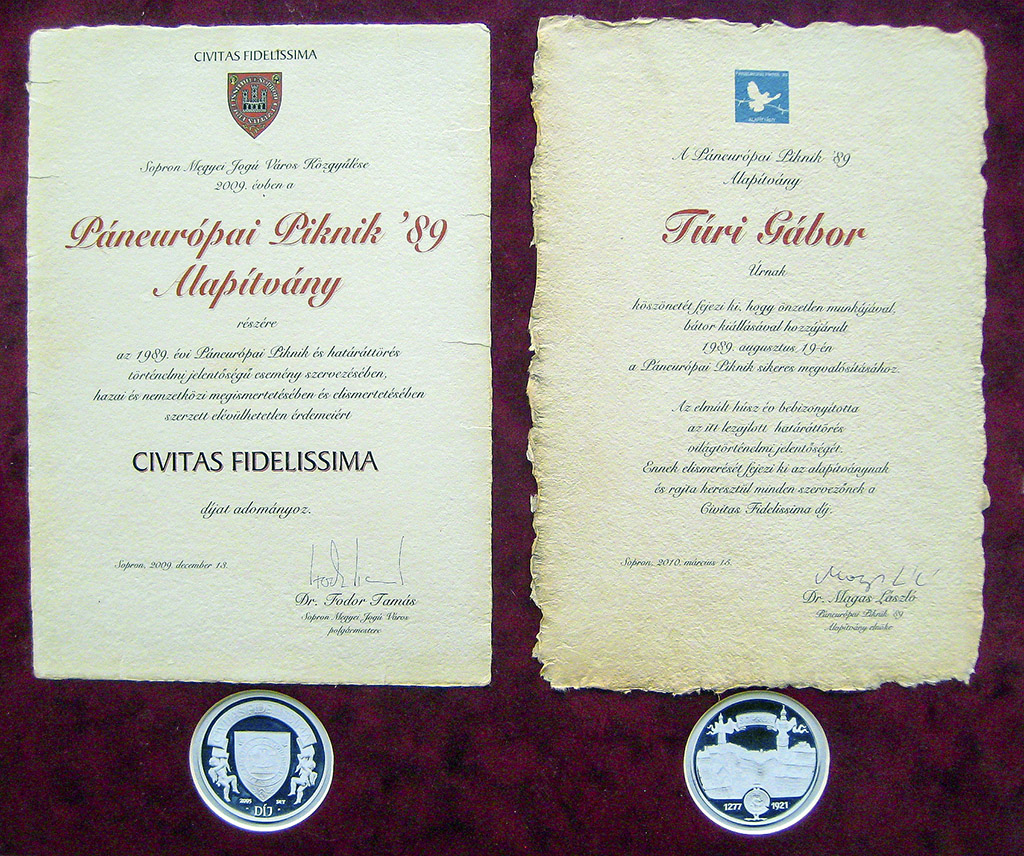 CIVITAS FIDELISSIMA
Sopron Megyei Jogú Város Közgyűlése
2009. évben a
Páneurópai Piknik '89
Alapítvány
részére
az 1989. évi Páneurópai Piknik és határáttörés
történelmi jelentőségű esemény szervezésében,
hazai és nemzetközi megismertetésében és elismertetésében
szerzett elévülhetetlen érdemeiért
CIVITAS FIDELISSIMA
díjat adományoz.
Sopron, 2009. december 13.
Dr. Fodor Tamás
Sopron Megyei Jogú Város
polgármestere
DÍJ
PÁNEURÓPAI PIKNIK '89
ALAPÍTVÁNY
A Páneurópai Piknik '89
Alapítvány
Túri Gábor
Úrnak
köszönetét fejezi ki, hogy önzetlen munkájával,
bátor kiállásával hozzájárult
1989. augusztus 19-én
a Páneurópai Piknik sikeres megvalósításához.
Az elmúlt húsz év bebizonyította
az itt lezajlott határáttörés
világtörténelmi jelentőségét.
Ennek elismerését fejezi ki az alapítványnak
és rajta keresztül minden szervezőnek a
Civitas Fidelissima díj.
Sopron, 2010. március 15.
Dr. Magas László
Páneurópai Piknik '89
Alapítvány elnöke
1277 1921